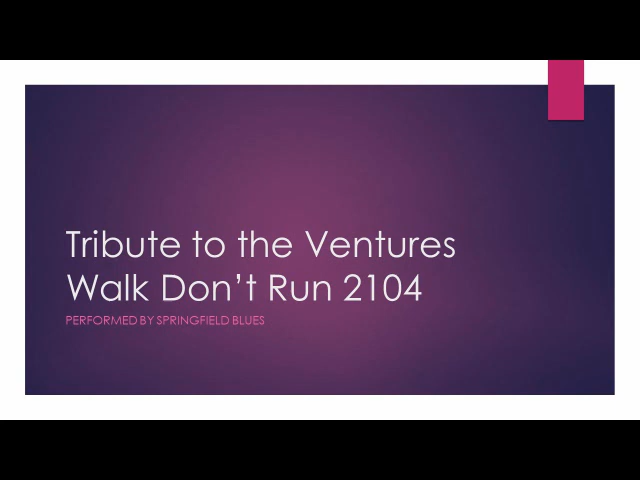 Tribute to the Ventures
Walk Don’t Run 2104
PERFORMED BY SPRINGFIELD BLUES